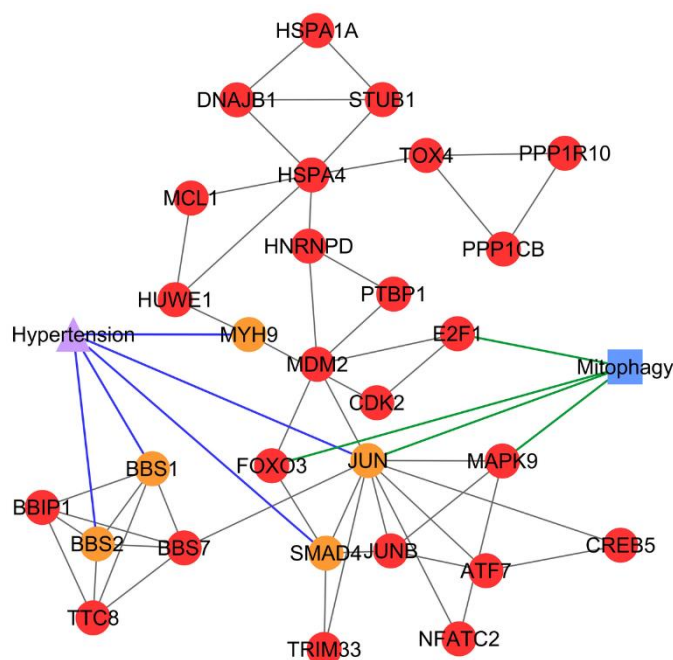 HSPA1A
DNAJB1
STUB1
TOX4
PPP1R10
HSPA4
MCL1
HNRNPD
PPP1CB
PTBP1
HUWE1
Hypertension
MYH9
E2F1
MDM2
Mitophagy
CDK2
BBS1
FOXO3
JUN
MAPK9
BBIP1
BBS2
BBS7
SMAD4
JUNB
CREB5
ATF7
TTC8
TRIM33
NFATC2